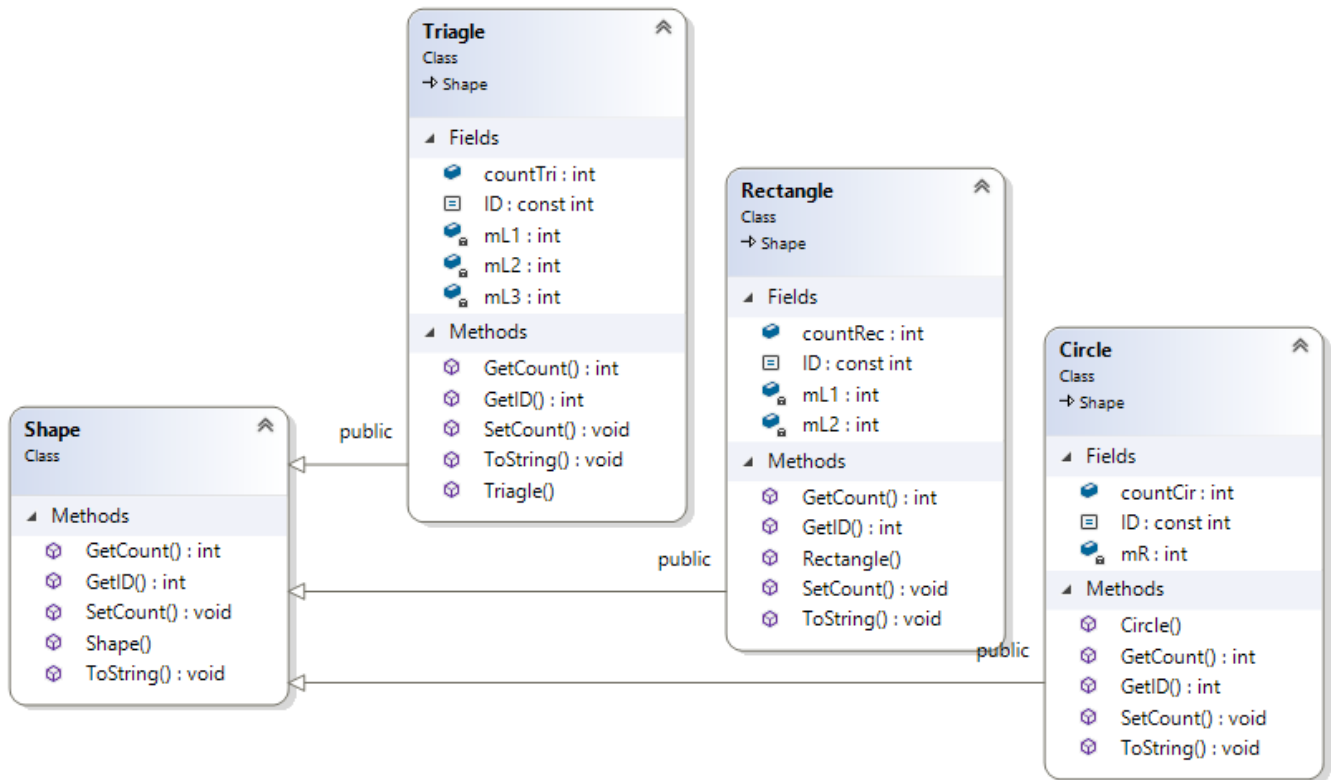 Triagle
Class
Shape
Fields
countTri : int
ID : const int
mL1 : int
mL2 : int
mL3 : int
Methods
GetCount() : int
GetID() : int
SetCount() : void
ToString() : void
Triagle()
Rectangle
Class
Shape
Fields
countRec : int
ID : const int
mL1 : int
mL2 : int
Methods
GetCount() : int
GetID() : int
Rectangle()
SetCount() : void
ToString() : void
Circle
Class
Shape
Fields
countCir : int
ID : const int
mR : int
Methods
Circle()
GetCount() : int
GetID() : int
SetCount() : void
ToString() : void
Shape
Class
Methods
GetCount() : int
GetID() : int
SetCount() : void
Shape()
ToString() : void
public
public
public